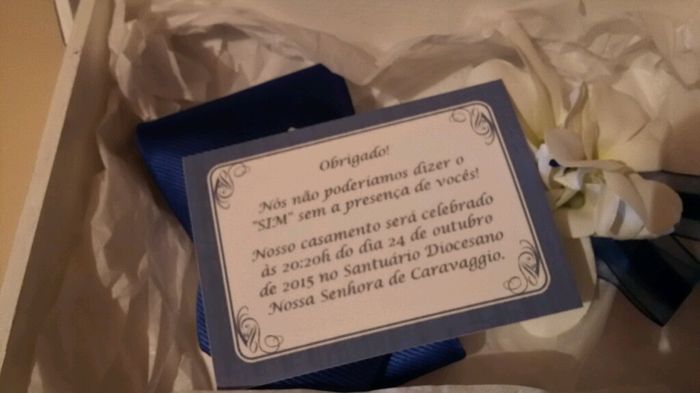 Obrigado!
Nós não poderiamos dizer o
"SIM" sem a presença de vocês!
Nosso casamento será celebrado
às 20:20h do dia 24 de outubro
de 2015 no Santuário Diocesano
Nossa Senhora de Caravaggio.